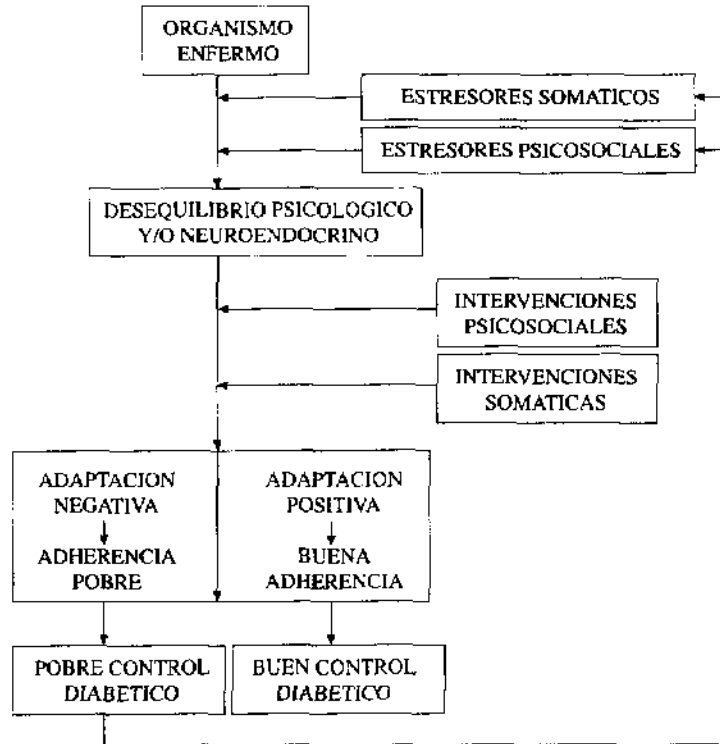 ORGANISMO
ENFERMO
ESTRESORES SOMATICOS
ESTRESORES PSICOSOCIALES
DESEQUILIBRIO PSICOLOGICO
Y/O NEUROENDOCRINO
INTERVENCIONES
PSICOSOCIALES
INTERVENCIONES
SOMATICAS
ADAPTACION
NEGATIVA
ADHERENCIA
POBRE
ADAPTACION
POSITIVA
BUENA
ADHERENCIA
POBRE CONTROL
DIABETICO
BUEN CONTROL
DIABETICO